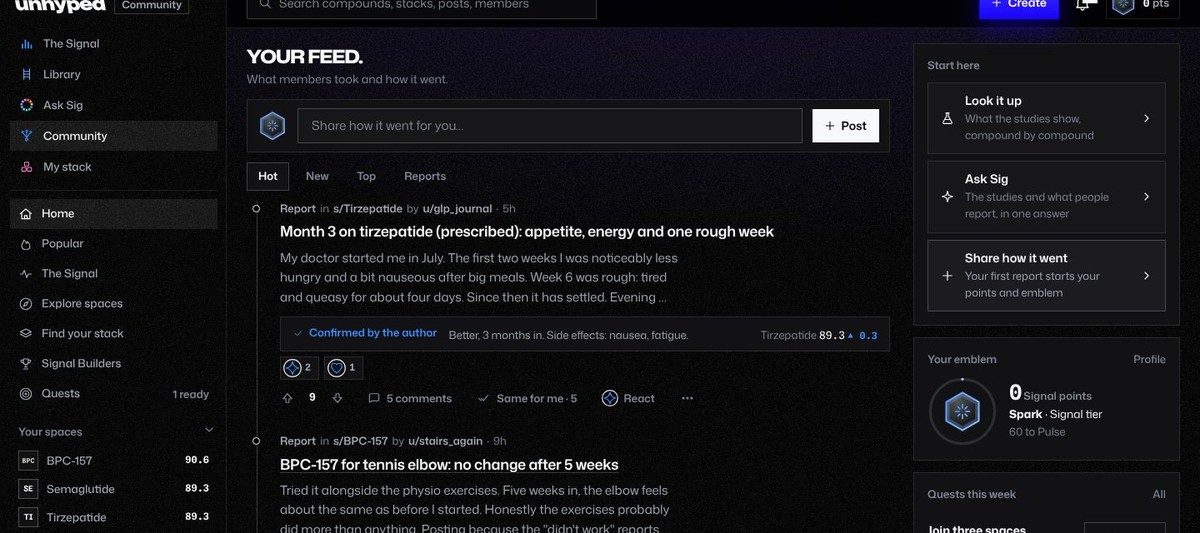 unhyped
Community
Search compounds, stacks, posts, members
+ Create
0 pts
The Signal
Library
Ask Sig
Community
My stack
Home
Popular
The Signal
Explore spaces
Find your stack
Signal Builders
Quests
1 ready
Your spaces
BPC BPC-157 90.6
SE Semaglutide 89.3
TI Tirzepatide 89.3
YOUR FEED.
What members took and how it went.
Share how it went for you...
+ Post
Hot New Top Reports
Report in s/Tirzepatide by u/glp_journal · 5h
Month 3 on tirzepatide (prescribed): appetite, energy and one rough week
My doctor started me in July. The first two weeks I was noticeably less
hungry and a bit nauseous after big meals. Week 6 was rough: tired
and queasy for about four days. Since then it has settled. Evening ...
Confirmed by the author Better, 3 months in. Side effects: nausea, fatigue. Tirzepatide 89.3 ▲ 0.3
2 1
9 5 comments Same for me · 5 React ...
Report in s/BPC-157 by u/stairs_again · 9h
BPC-157 for tennis elbow: no change after 5 weeks
Tried it alongside the physio exercises. Five weeks in, the elbow feels
about the same as before I started. Honestly the exercises probably
did more than anything. Posting because the "didn't work" reports
Start here
Look it up
What the studies show,
compound by compound
Ask Sig
The studies and what people
report, in one answer
Share how it went
Your first report starts your
points and emblem
Your emblem Profile
0 Signal points
Spark · Signal tier
60 to Pulse
Quests this week All
Join three spaces